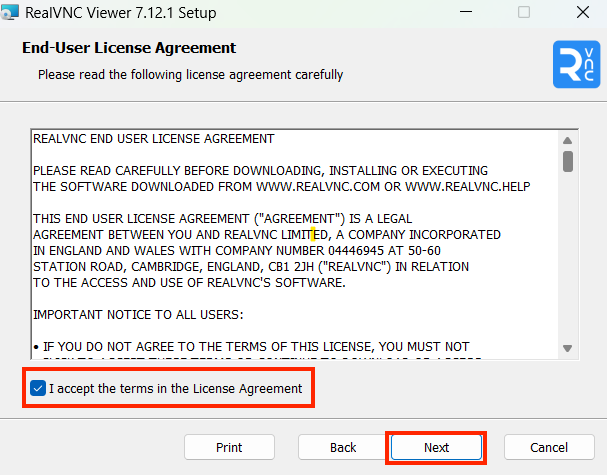 RealVNC Viewer 7.12.1 Setup
End-User License Agreement
Please read the following license agreement carefully
R vnc
REALVNC END USER LICENSE AGREEMENT
PLEASE READ CAREFULLY BEFORE DOWNLOADING, INSTALLING OR EXECUTING
THE SOFTWARE DOWNLOADED FROM WWW.REALVNC.COM OR WWW.REALVNC.HELP
THIS END USER LICENSE AGREEMENT ("AGREEMENT") IS A LEGAL
AGREEMENT BETWEEN YOU AND REALVNC LIMITED, A COMPANY INCORPORATED
IN ENGLAND AND WALES WITH COMPANY NUMBER 04446945 AT 50-60
STATION ROAD, CAMBRIDGE, ENGLAND, CB1 2JH ("REALVNC") IN RELATION
TO THE ACCESS AND USE OF REALVNC'S SOFTWARE.
IMPORTANT NOTICE TO ALL USERS:
• IF YOU DO NOT AGREE TO THE TERMS OF THIS LICENSE, YOU MUST NOT
I accept the terms in the License Agreement
Print
Back
Next
Cancel